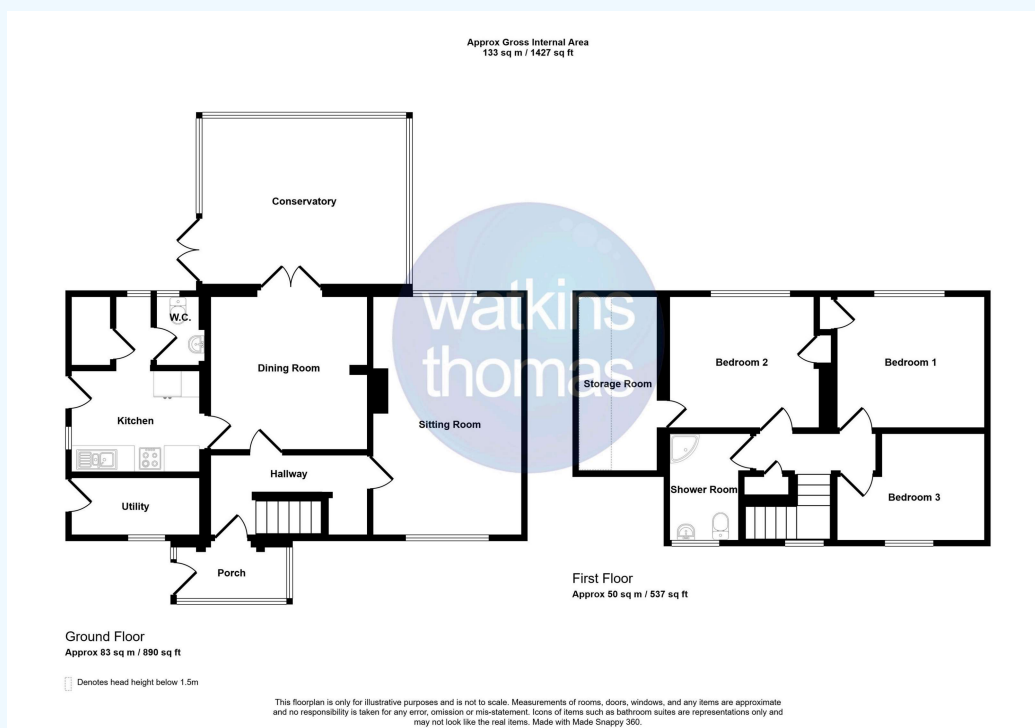 Approx Gross Internal Area
133 sq m / 1427 sq ft
Conservatory
W.C.
Dining Room
Kitchen
Sitting Room
Hallway
Utility
Porch
watkins
thomas
Bedroom 2
Bedroom 1
Storage Room
Shower Room
Bedroom 3
First Floor
Approx 50 sq m / 537 sq ft
Ground Floor
Approx 83 sq m / 890 sq ft
Denotes head height below 1.5m
This floorplan is only for illustrative purposes and is not to scale. Measurements of rooms, doors, windows, and any items are approximate
and no responsibility is taken for any error, omission or mis-statement. Icons of items such as bathroom suites are representations only and
may not look like the real items. Made with Made Snappy 360.